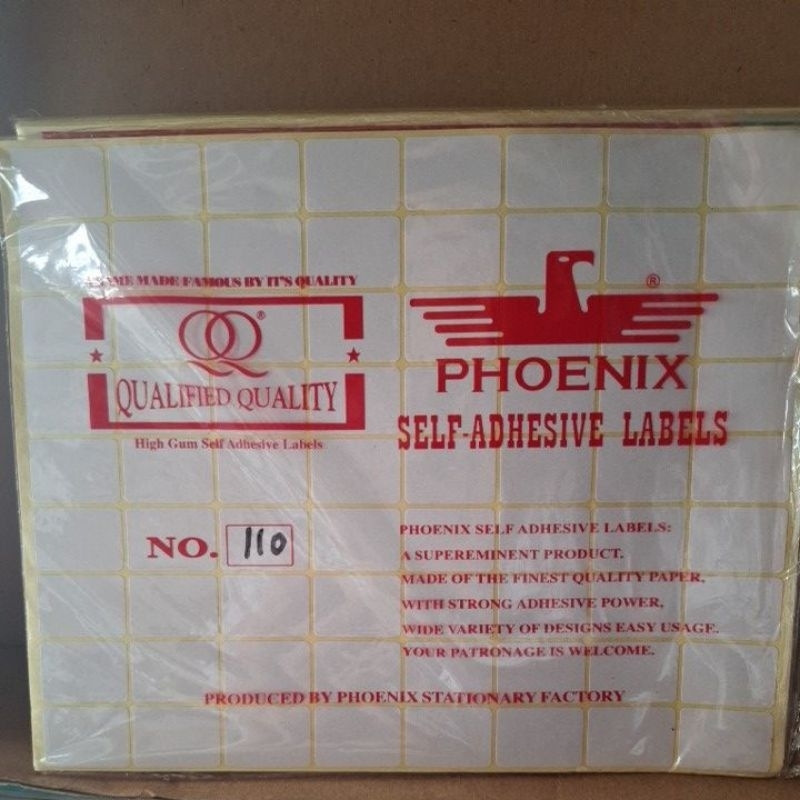 A NAME MADE FAMOUS BY IT'S QUALITY
QQ®
QUALIFIED QUALITY
High Gum Self Adhesive Labels
®
PHOENIX
SELF-ADHESIVE LABELS
NO. 110
PHOENIX SELF ADHESIVE LABELS:
A SUPEREMINENT PRODUCT.
MADE OF THE FINEST QUALITY PAPER,
WITH STRONG ADHESIVE POWER,
WIDE VARIETY OF DESIGNS EASY USAGE.
YOUR PATRONAGE IS WELCOME.
PRODUCED BY PHOENIX STATIONARY FACTORY